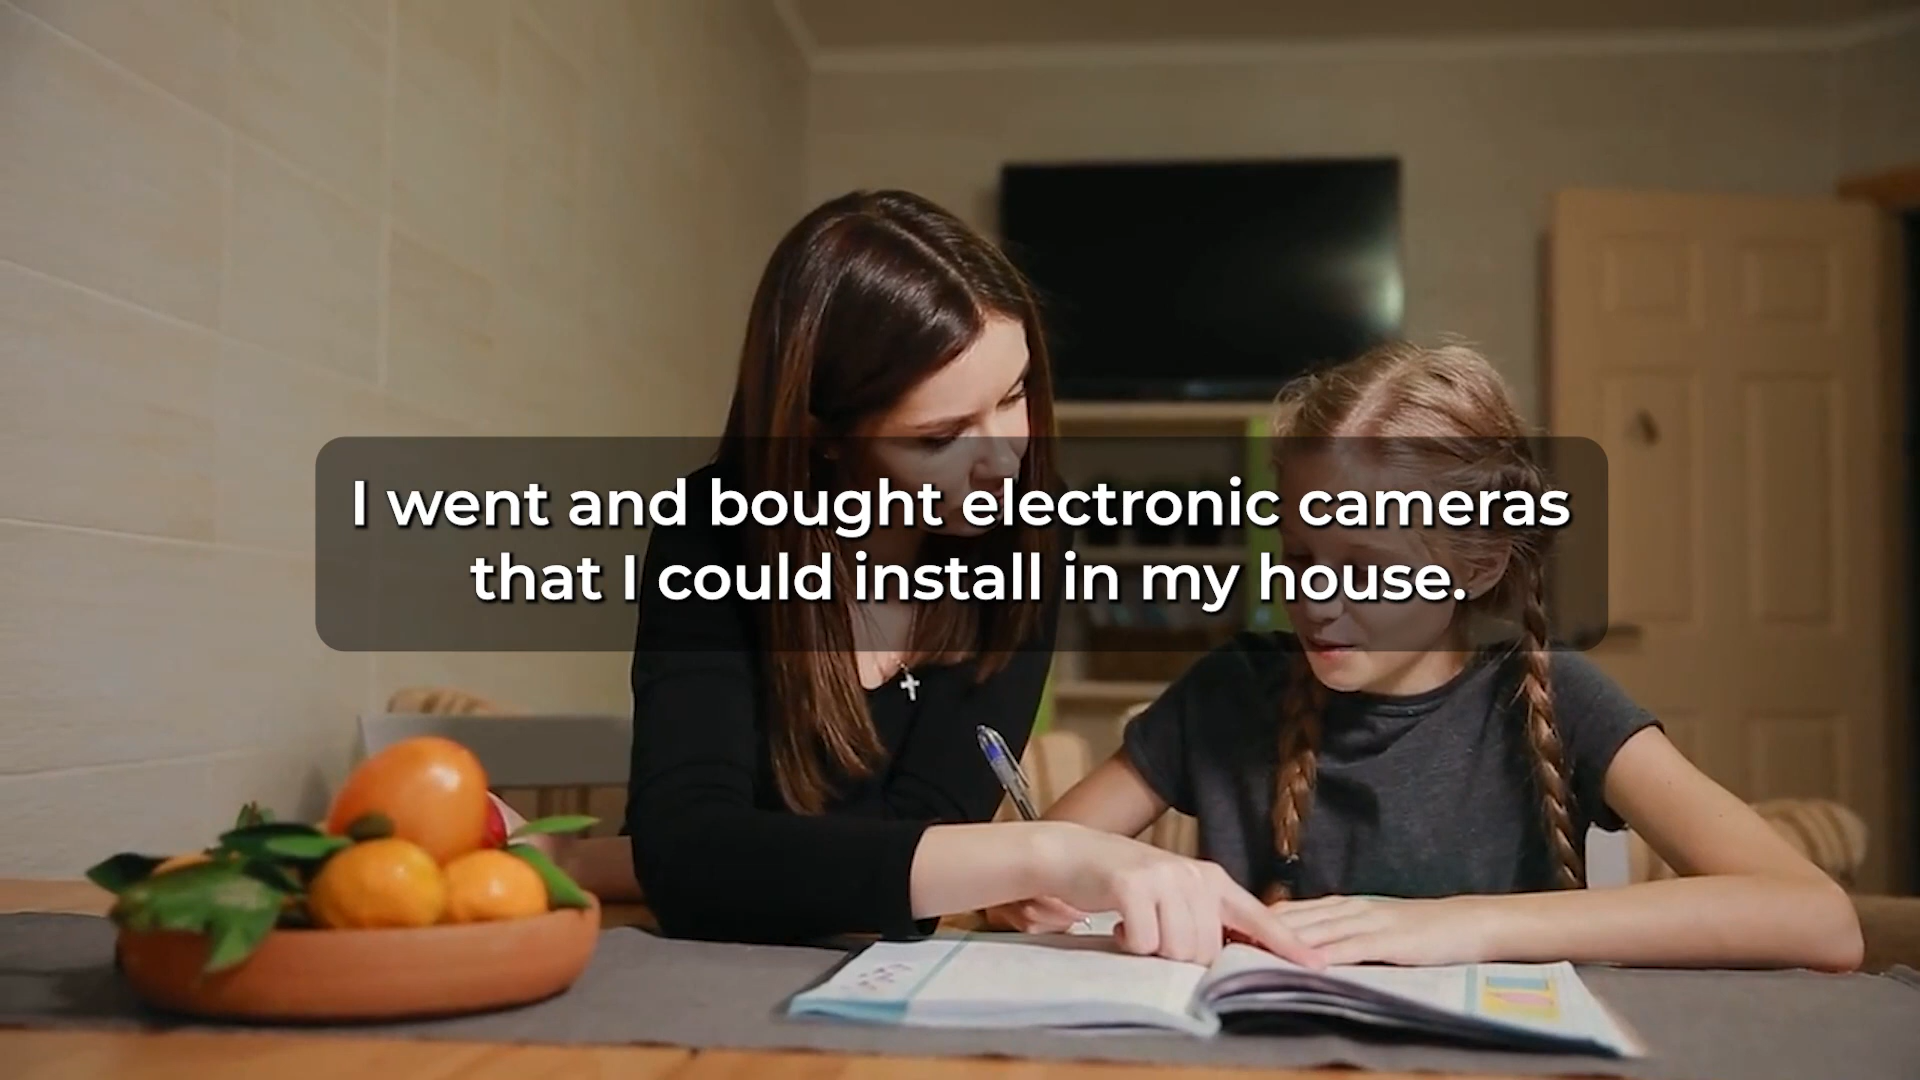 I went and bought electronic cameras
that I could install in my house.